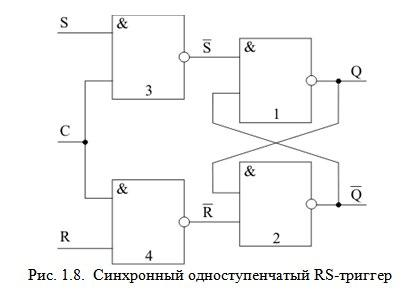 S
&
3
S̅
&
1
Q
C
&
4
R̅
&
2
Q̅
R
Рис. 1.8. Синхронный одноступенчатый RS-триггер